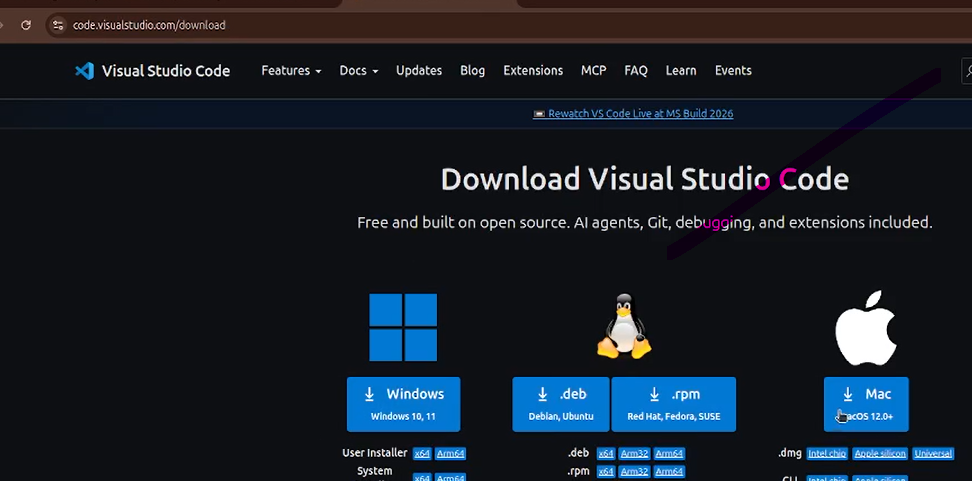 code.visualstudio.com/download
Visual Studio Code Features Docs Updates Blog Extensions MCP FAQ Learn Events
Rewatch VS Code Live at MS Build 2026
Download Visual Studio Code
Free and built on open source. AI agents, Git, debugging, and extensions included.
Windows
Windows 10, 11
.deb
Debian, Ubuntu
.rpm
Red Hat, Fedora, SUSE
Mac
macOS 12.0+
User Installer x64 Arm64
System x64 Arm64
.deb x64 Arm32 Arm64
.rpm x64 Arm32 Arm64
.dmg Intel chip Apple silicon Universal
CLI Intel chip Apple silicon